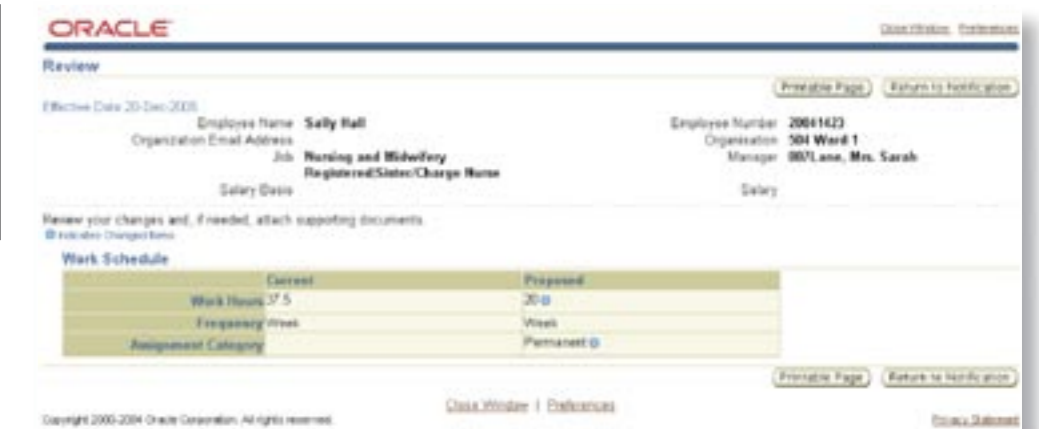 ORACLE
Close Window Preferences
Review
Printable Page Return to Notification
Effective Date 20-Dec-2005
Employee Name Sally Hall
Employee Number 20041423
Organization Email Address
Organisation 504 Ward 1
Job Nursing and Midwifery Registered|Sister/Charge Nurse
Manager Lane, Mrs. Sarah
Salary Basis
Salary
Review your changes and, if needed, attach supporting documents.
Indicates Changed Items
Work Schedule
Current Proposed
Work Hours 37.5 20
Frequency Week Week
Assignment Category Permanent
Printable Page Return to Notification
Close Window | Preferences
Copyright 2000-2004 Oracle Corporation. All rights reserved.
Privacy Statement